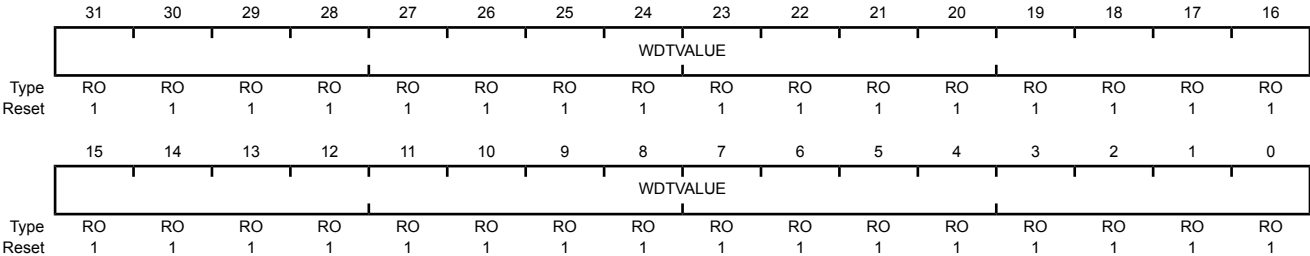 31 30 29 28 27 26 25 24 23 22 21 20 19 18 17 16
WDTVALUE
Type RO RO RO RO RO RO RO RO RO RO RO RO RO RO RO RO
Reset 1 1 1 1 1 1 1 1 1 1 1 1 1 1 1 1
15 14 13 12 11 10 9 8 7 6 5 4 3 2 1 0
WDTVALUE
Type RO RO RO RO RO RO RO RO RO RO RO RO RO RO RO RO
Reset 1 1 1 1 1 1 1 1 1 1 1 1 1 1 1 1